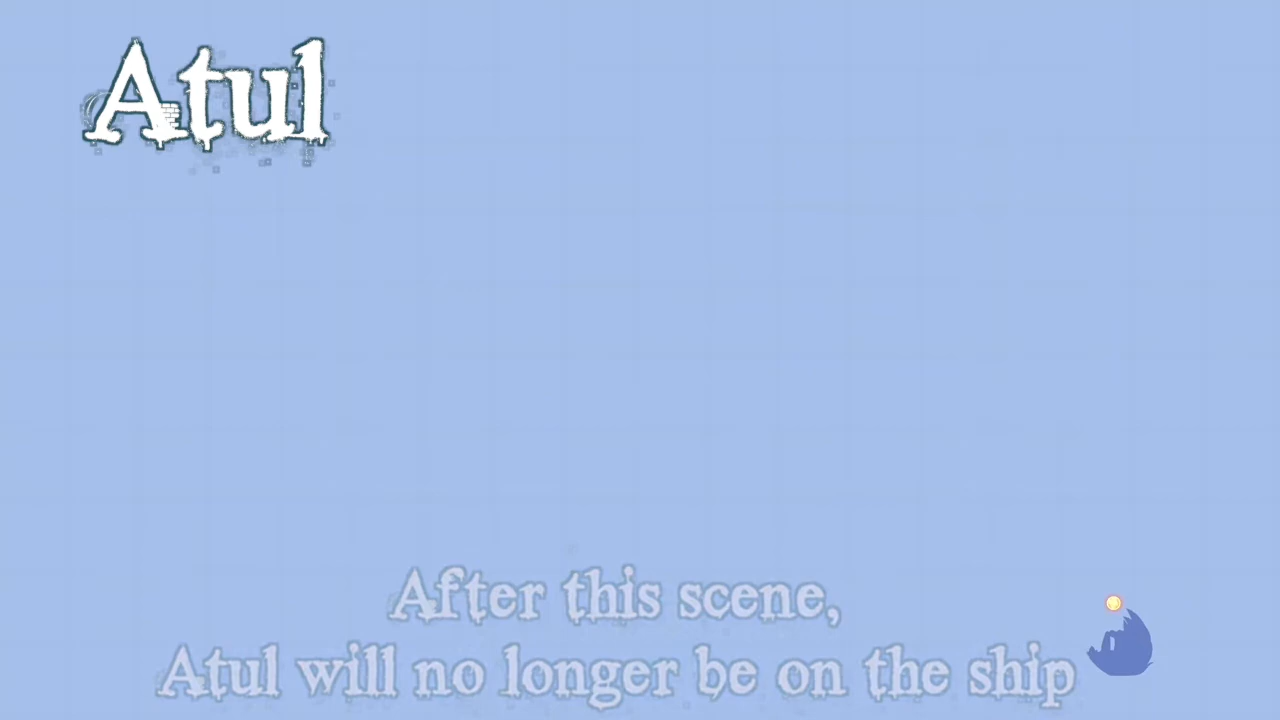 Atul
After this scene,
Atul will no longer be on the ship